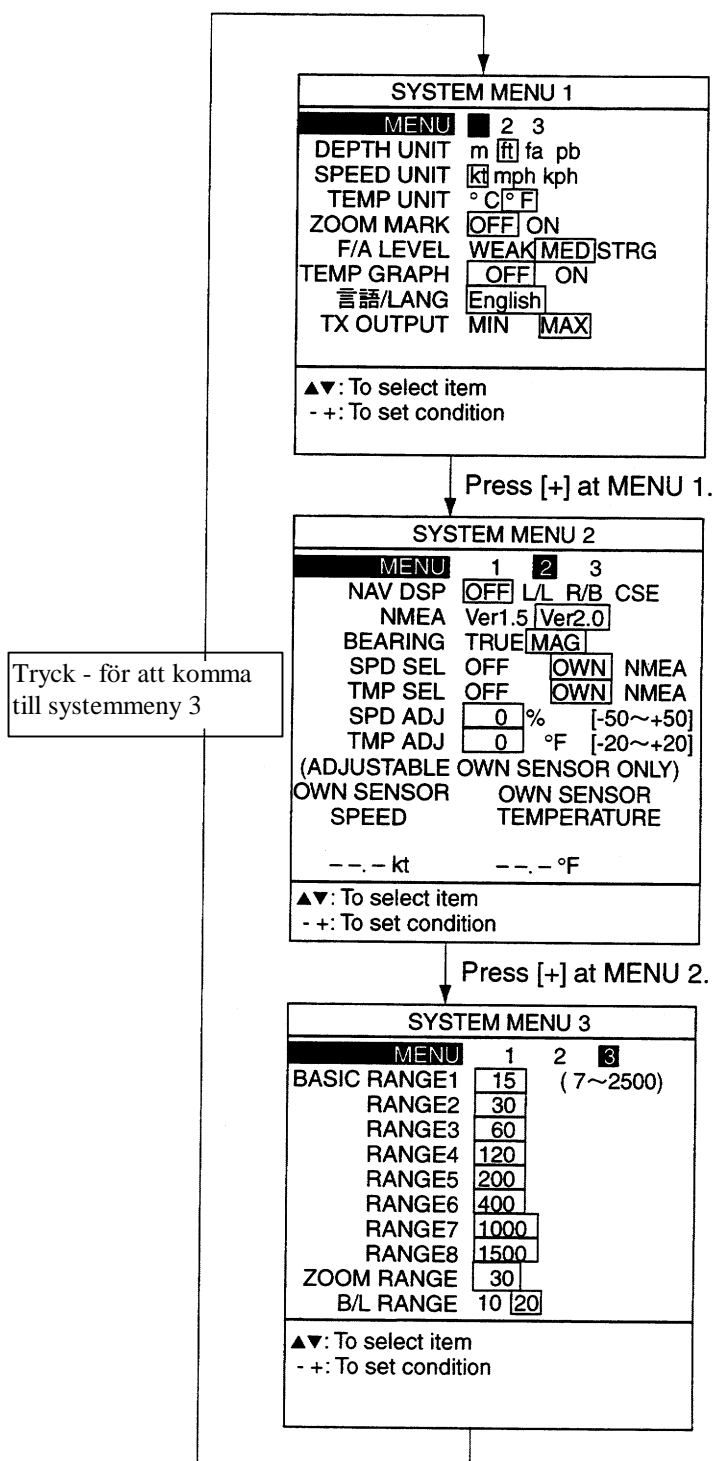 SYSTEM MENU 1
MENU 1 2 3
DEPTH UNIT m ft fa pb
SPEED UNIT kt mph kph
TEMP UNIT °C °F
ZOOM MARK OFF ON
F/A LEVEL WEAK MED STRG
TEMP GRAPH OFF ON
言語/LANG English
TX OUTPUT MIN MAX
▲▼: To select item
- +: To set condition
Press [+] at MENU 1.
SYSTEM MENU 2
MENU 1 2 3
NAV DSP OFF L/L R/B CSE
NMEA Ver1.5 Ver2.0
BEARING TRUE MAG
SPD SEL OFF OWN NMEA
TMP SEL OFF OWN NMEA
SPD ADJ 0 % [-50~+50]
TMP ADJ 0 °F [-20~+20]
(ADJUSTABLE OWN SENSOR ONLY)
OWN SENSOR OWN SENSOR
SPEED TEMPERATURE
– –. – kt – –. – °F
▲▼: To select item
- +: To set condition
Tryck - för att komma
till systemmeny 3
Press [+] at MENU 2.
SYSTEM MENU 3
MENU 1 2 3
BASIC RANGE1 15 (7~2500)
RANGE2 30
RANGE3 60
RANGE4 120
RANGE5 200
RANGE6 400
RANGE7 1000
RANGE8 1500
ZOOM RANGE 30
B/L RANGE 10 20
▲▼: To select item
- +: To set condition